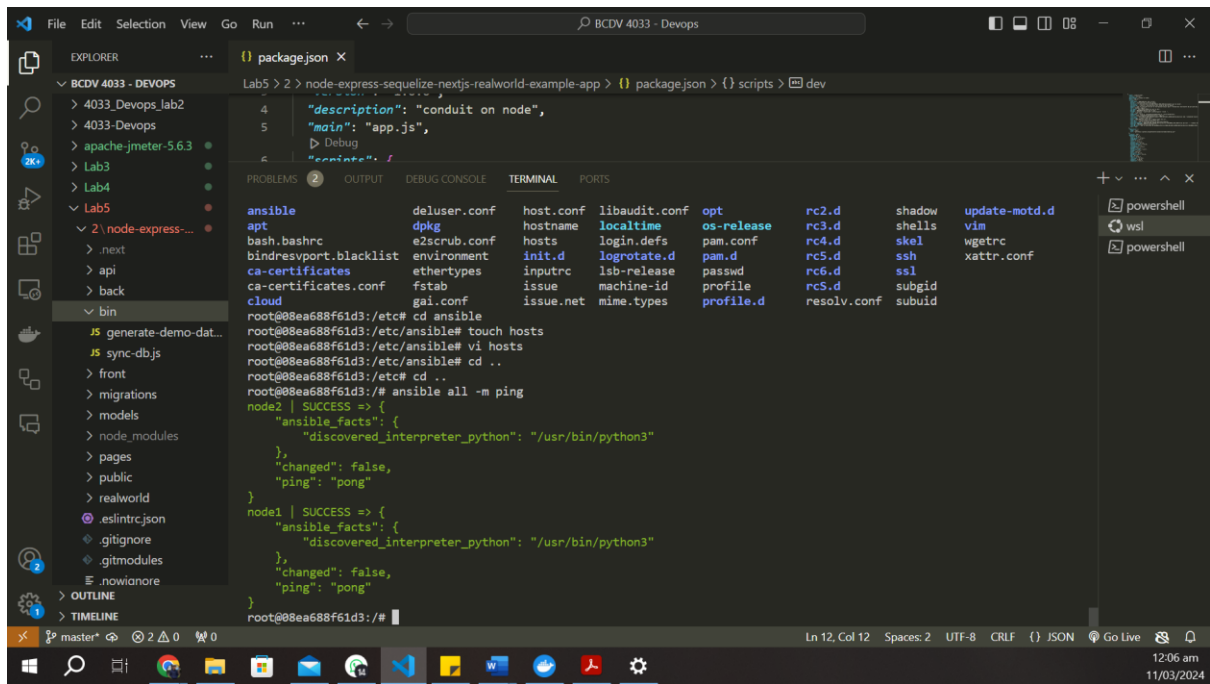 File Edit Selection View Go Run ··· BCDV 4033 - Devops
EXPLORER ···
BCDV 4033 - DEVOPS
4033_Devops_lab2
4033-Devops
apache-jmeter-5.6.3
Lab3
Lab4
Lab5
2\node-express-...
.next
api
back
bin
JS generate-demo-dat...
JS sync-db.js
front
migrations
models
node_modules
pages
public
realworld
.eslintrc.json
.gitignore
.gitmodules
.nowignore
OUTLINE
TIMELINE
2K+
2
1
{} package.json
Lab5 > 2 > node-express-sequelize-nextjs-realworld-example-app > {} package.json > {} scripts > dev
4 "description": "conduit on node",
5 "main": "app.js",
Debug
6 "scripts": {
PROBLEMS 2 OUTPUT DEBUG CONSOLE TERMINAL PORTS
ansible deluser.conf host.conf libaudit.conf opt rc2.d shadow update-motd.d
apt dpkg hostname localtime os-release rc3.d shells vim
bash.bashrc e2scrub.conf hosts login.defs pam.conf rc4.d skel wgetrc
bindresvport.blacklist environment init.d logrotate.d pam.d rc5.d ssh xattr.conf
ca-certificates ethertypes inputrc lsb-release passwd rc6.d ssl
ca-certificates.conf fstab issue machine-id profile rcS.d subgid
cloud gai.conf issue.net mime.types profile.d resolv.conf subuid
root@08ea688f61d3:/etc# cd ansible
root@08ea688f61d3:/etc/ansible# touch hosts
root@08ea688f61d3:/etc/ansible# vi hosts
root@08ea688f61d3:/etc/ansible# cd ..
root@08ea688f61d3:/etc# cd ..
root@08ea688f61d3:/# ansible all -m ping
node2 | SUCCESS => {
"ansible_facts": {
"discovered_interpreter_python": "/usr/bin/python3"
},
"changed": false,
"ping": "pong"
}
node1 | SUCCESS => {
"ansible_facts": {
"discovered_interpreter_python": "/usr/bin/python3"
},
"changed": false,
"ping": "pong"
}
root@08ea688f61d3:/#
powershell
wsl
powershell
master* 2 0 0 Ln 12, Col 12 Spaces: 2 UTF-8 CRLF {} JSON Go Live
12:06 am
11/03/2024